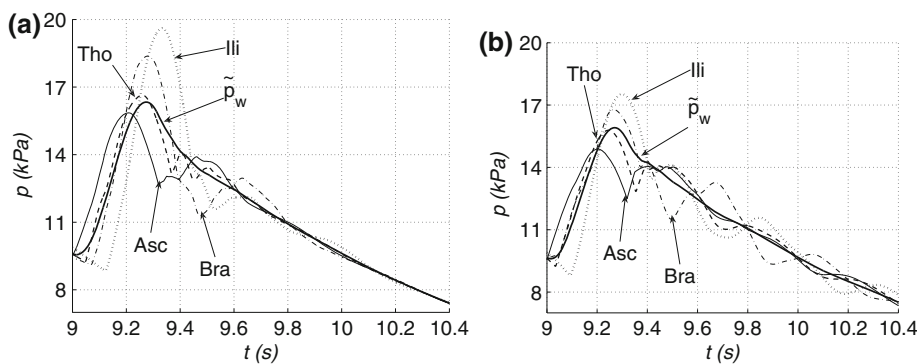 (a)
20
17
14
11
8
p (kPa)
Tho
Ili
p̃w
Asc
Bra
9 9.2 9.4 9.6 9.8 10 10.2 10.4
t (s)
(b)
20
17
14
11
8
p (kPa)
Tho
Ili
p̃w
Asc
Bra
9 9.2 9.4 9.6 9.8 10 10.2 10.4
t (s)